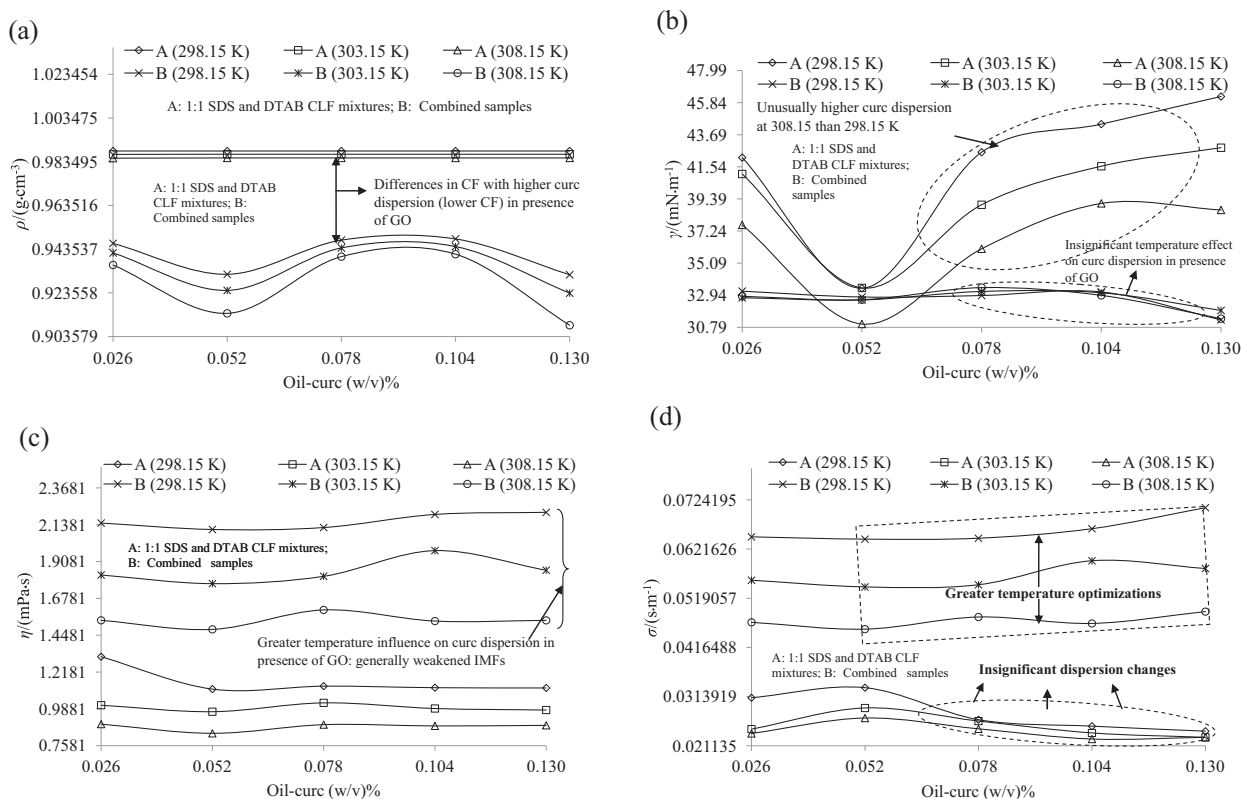 (a)
A (298.15 K) A (303.15 K) A (308.15 K)
B (298.15 K) B (303.15 K) B (308.15 K)
1.023454
1.003475
0.983495
0.963516
0.943537
0.923558
0.903579
ρ/(g·cm⁻³)
A: 1:1 SDS and DTAB CLF mixtures; B: Combined samples
A: 1:1 SDS and DTAB
CLF mixtures; B:
Combined samples
Differences in CF with higher curc
dispersion (lower CF) in presence
of GO
0.026 0.052 0.078 0.104 0.130
Oil-curc (w/v)%
(b)
A (298.15 K) A (303.15 K) A (308.15 K)
B (298.15 K) B (303.15 K) B (308.15 K)
47.99
45.84
43.69
41.54
39.39
37.24
35.09
32.94
30.79
γ/(mN·m⁻¹)
Unusually higher curc dispersion
at 308.15 than 298.15 K
A: 1:1 SDS and
DTAB CLF mixtures;
B: Combined
samples
Insignificant temperature effect
on curc dispersion in presence
of GO
0.026 0.052 0.078 0.104 0.130
Oil-curc (w/v)%
(c)
A (298.15 K) A (303.15 K) A (308.15 K)
B (298.15 K) B (303.15 K) B (308.15 K)
2.3681
2.1381
1.9081
1.6781
1.4481
1.2181
0.9881
0.7581
η/(mPa·s)
A: 1:1 SDS and DTAB CLF mixtures;
B: Combined samples
Greater temperature influence on curc dispersion in
presence of GO: generally weakened IMFs
0.026 0.052 0.078 0.104 0.130
Oil-curc (w/v)%
(d)
A (298.15 K) A (303.15 K) A (308.15 K)
B (298.15 K) B (303.15 K) B (308.15 K)
0.0724195
0.0621626
0.0519057
0.0416488
0.0313919
0.021135
σ/(s·m⁻¹)
Greater temperature optimizations
A: 1:1 SDS and DTAB CLF
mixtures; B: Combined samples
Insignificant dispersion changes
0.026 0.052 0.078 0.104 0.130
Oil-curc (w/v)%